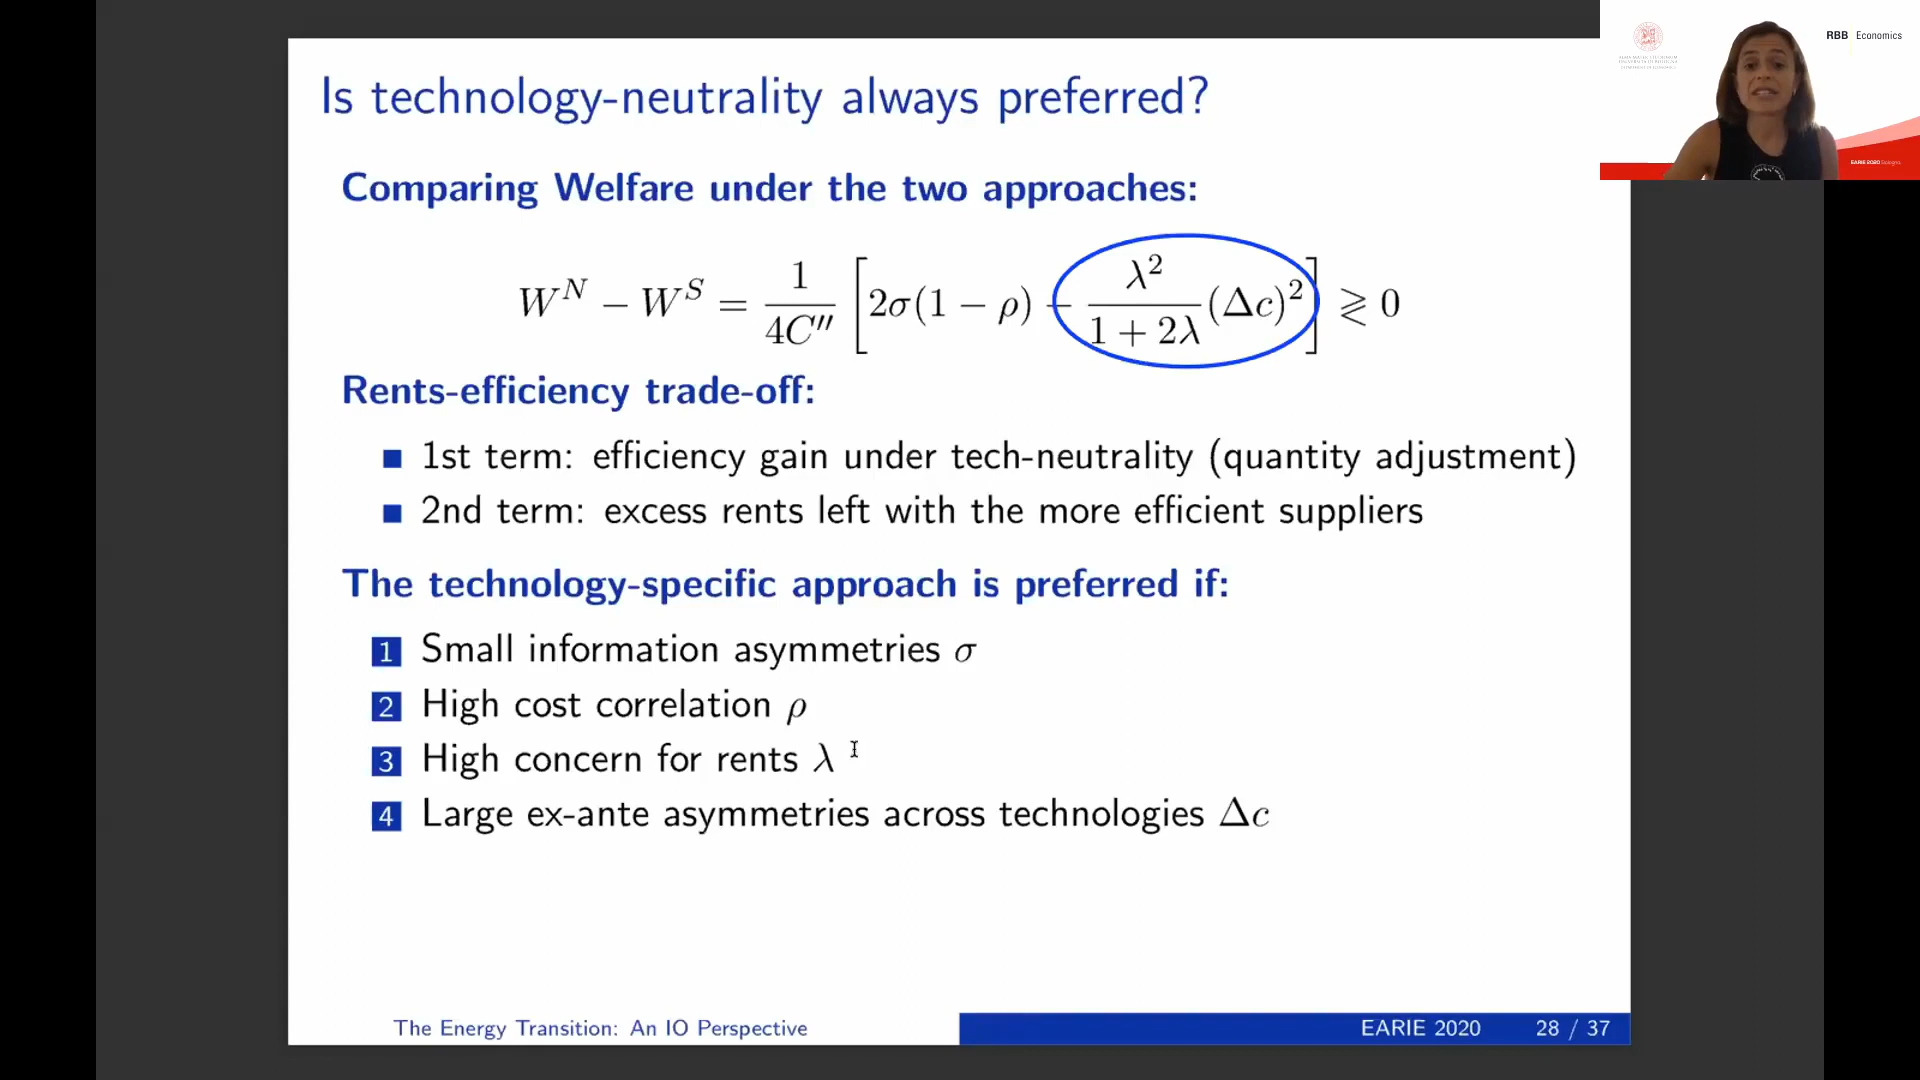 Is technology-neutrality always preferred?
RBB Economics
EARIE 2020 Bologna
Comparing Welfare under the two approaches:
W^N − W^S = 1/4C″ [2σ(1 − ρ) − λ²/1 + 2λ (Δc)²] ≷ 0
Rents-efficiency trade-off:
1st term: efficiency gain under tech-neutrality (quantity adjustment)
2nd term: excess rents left with the more efficient suppliers
The technology-specific approach is preferred if:
1 Small information asymmetries σ
2 High cost correlation ρ
3 High concern for rents λ
4 Large ex-ante asymmetries across technologies Δc
The Energy Transition: An IO Perspective
EARIE 2020 28 / 37